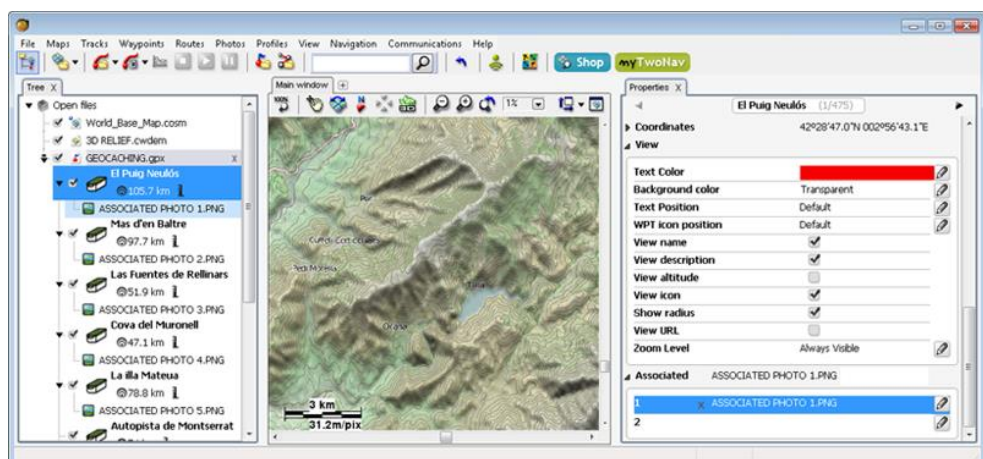 File Maps Tracks Waypoints Routes Photos Profiles View Navigation Communications Help
Shop
myTwoNav
Tree X
Open files
World_Base_Map.cosm
3D RELIEF.cwdem
GEOCACHING.gpx X
El Puig Neulós
105.7 km
ASSOCIATED PHOTO 1.PNG
Mas d'en Baltre
97.7 km
ASSOCIATED PHOTO 2.PNG
Las Fuentes de Rellinars
51.9 km
ASSOCIATED PHOTO 3.PNG
Cova del Muronell
47.1 km
ASSOCIATED PHOTO 4.PNG
La illa Mateua
78.8 km
ASSOCIATED PHOTO 5.PNG
Autopista de Montserrat
Main window
100%
1%
Tala
3 km
31.2m/pix
Properties X
El Puig Neulós (1/475)
Coordinates 42º28'47.0"N 002º56'43.1"E
View
Text Color
Background color Transparent
Text Position Default
WPT icon position Default
View name
View description
View altitude
View icon
Show radius
View URL
Zoom Level Always Visible
Associated ASSOCIATED PHOTO 1.PNG
1 x ASSOCIATED PHOTO 1.PNG
2